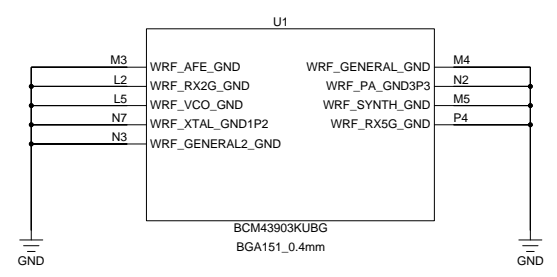 U1
M3 WRF_AFE_GND WRF_GENERAL_GND M4
L2 WRF_RX2G_GND WRF_PA_GND3P3 N2
L5 WRF_VCO_GND WRF_SYNTH_GND M5
N7 WRF_XTAL_GND1P2 WRF_RX5G_GND P4
N3 WRF_GENERAL2_GND
BCM43903KUBG
BGA151_0.4mm
GND GND